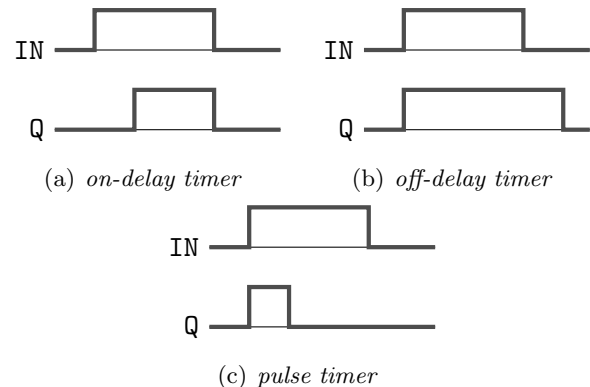 IN IN
Q Q
(a) on-delay timer (b) off-delay timer
IN
Q
(c) pulse timer